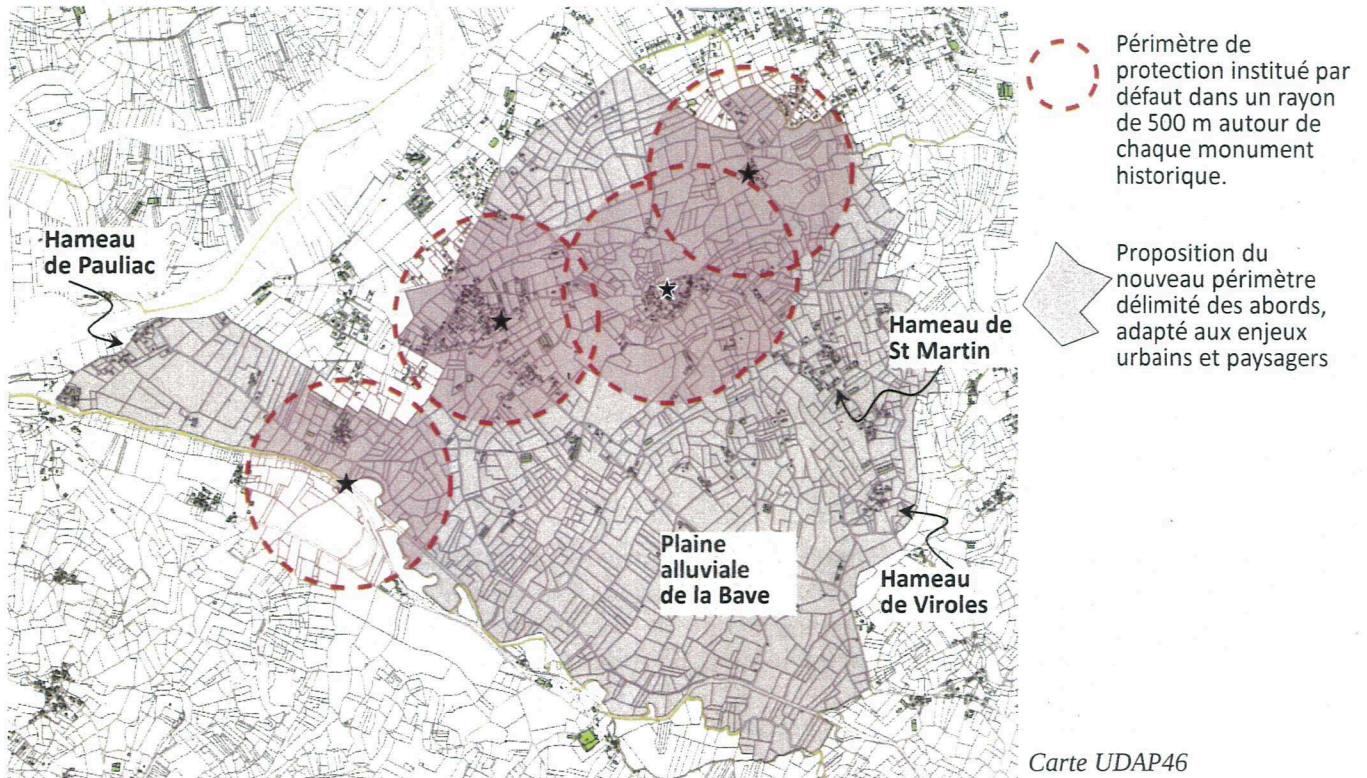 Périmètre de
protection institué par
défaut dans un rayon
de 500 m autour de
chaque monument
historique.
Proposition du
nouveau périmètre
délimité des abords,
adapté aux enjeux
urbains et paysagers
Hameau
de Pauliac
Hameau de
St Martin
Plaine
alluviale
de la Bave
Hameau
de Viroles
Carte UDAP46